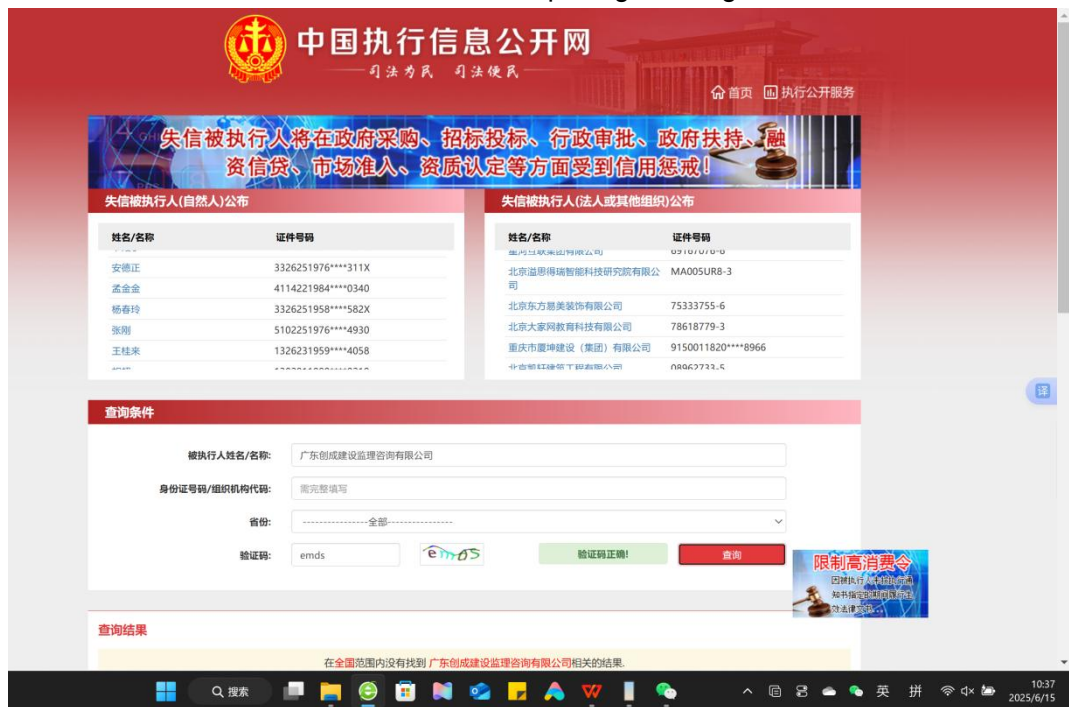 中国执行信息公开网
司法为民 司法便民
首页 执行公开服务
失信被执行人将在政府采购、招标投标、行政审批、政府扶持、融
资信贷、市场准入、资质认定等方面受到信用惩戒！
失信被执行人(自然人)公布
姓名/名称 证件号码
安德正 3326251976****311X
孟金金 4114221984****0340
杨春玲 3326251958****582X
张刚 5102251976****4930
王桂来 1326231959****4058
失信被执行人(法人或其他组织)公布
姓名/名称 证件号码
北京溢思得瑞智能科技研究院有限公 MA005UR8-3
司
北京东方易美装饰有限公司 75333755-6
北京大家网教育科技有限公司 78618779-3
重庆市厦坤建设（集团）有限公司 9150011820****8966
查询条件
被执行人姓名/名称: 广东创成建设监理咨询有限公司
身份证号码/组织机构代码: 需完整填写
省份: ----------------全部----------------
验证码: emds emds 验证码正确! 查询
限制高消费令
查询结果
在全国范围内没有找到 广东创成建设监理咨询有限公司相关的结果.
译
搜索
英 拼
10:37
2025/6/15